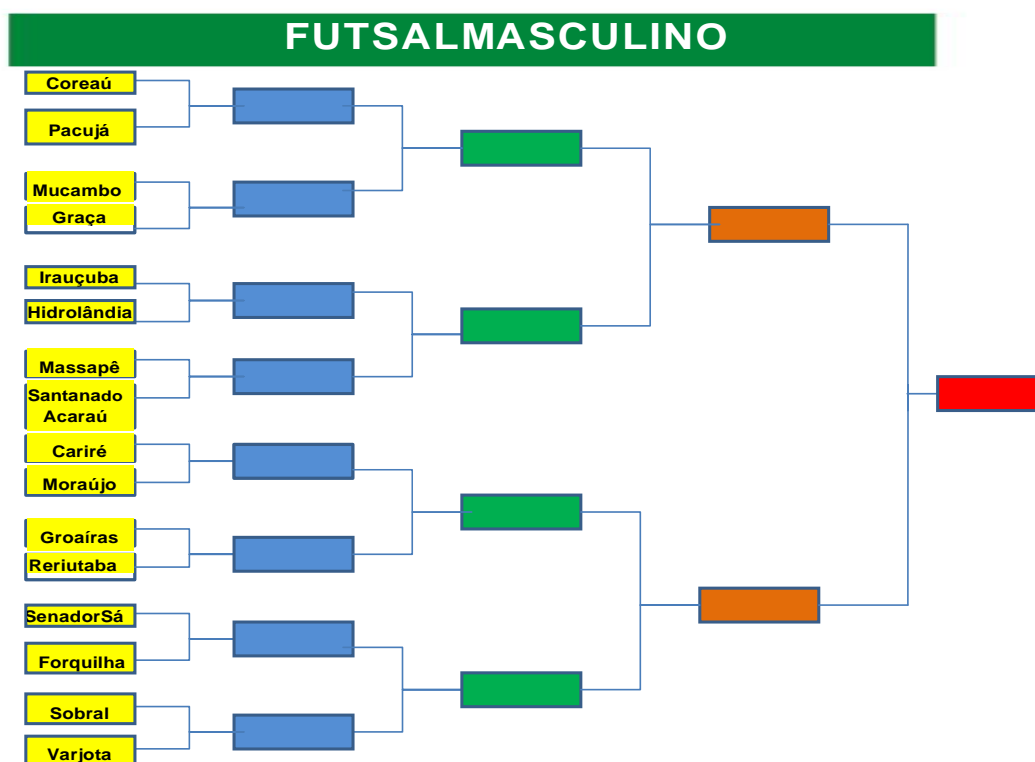 FUTSALMASCULINO
Coreaú
Pacujá
Mucambo
Graça
Irauçuba
Hidrolândia
Massapê
Santanado
Acaraú
Cariré
Moraújo
Groaíras
Reriutaba
SenadorSá
Forquilha
Sobral
Varjota